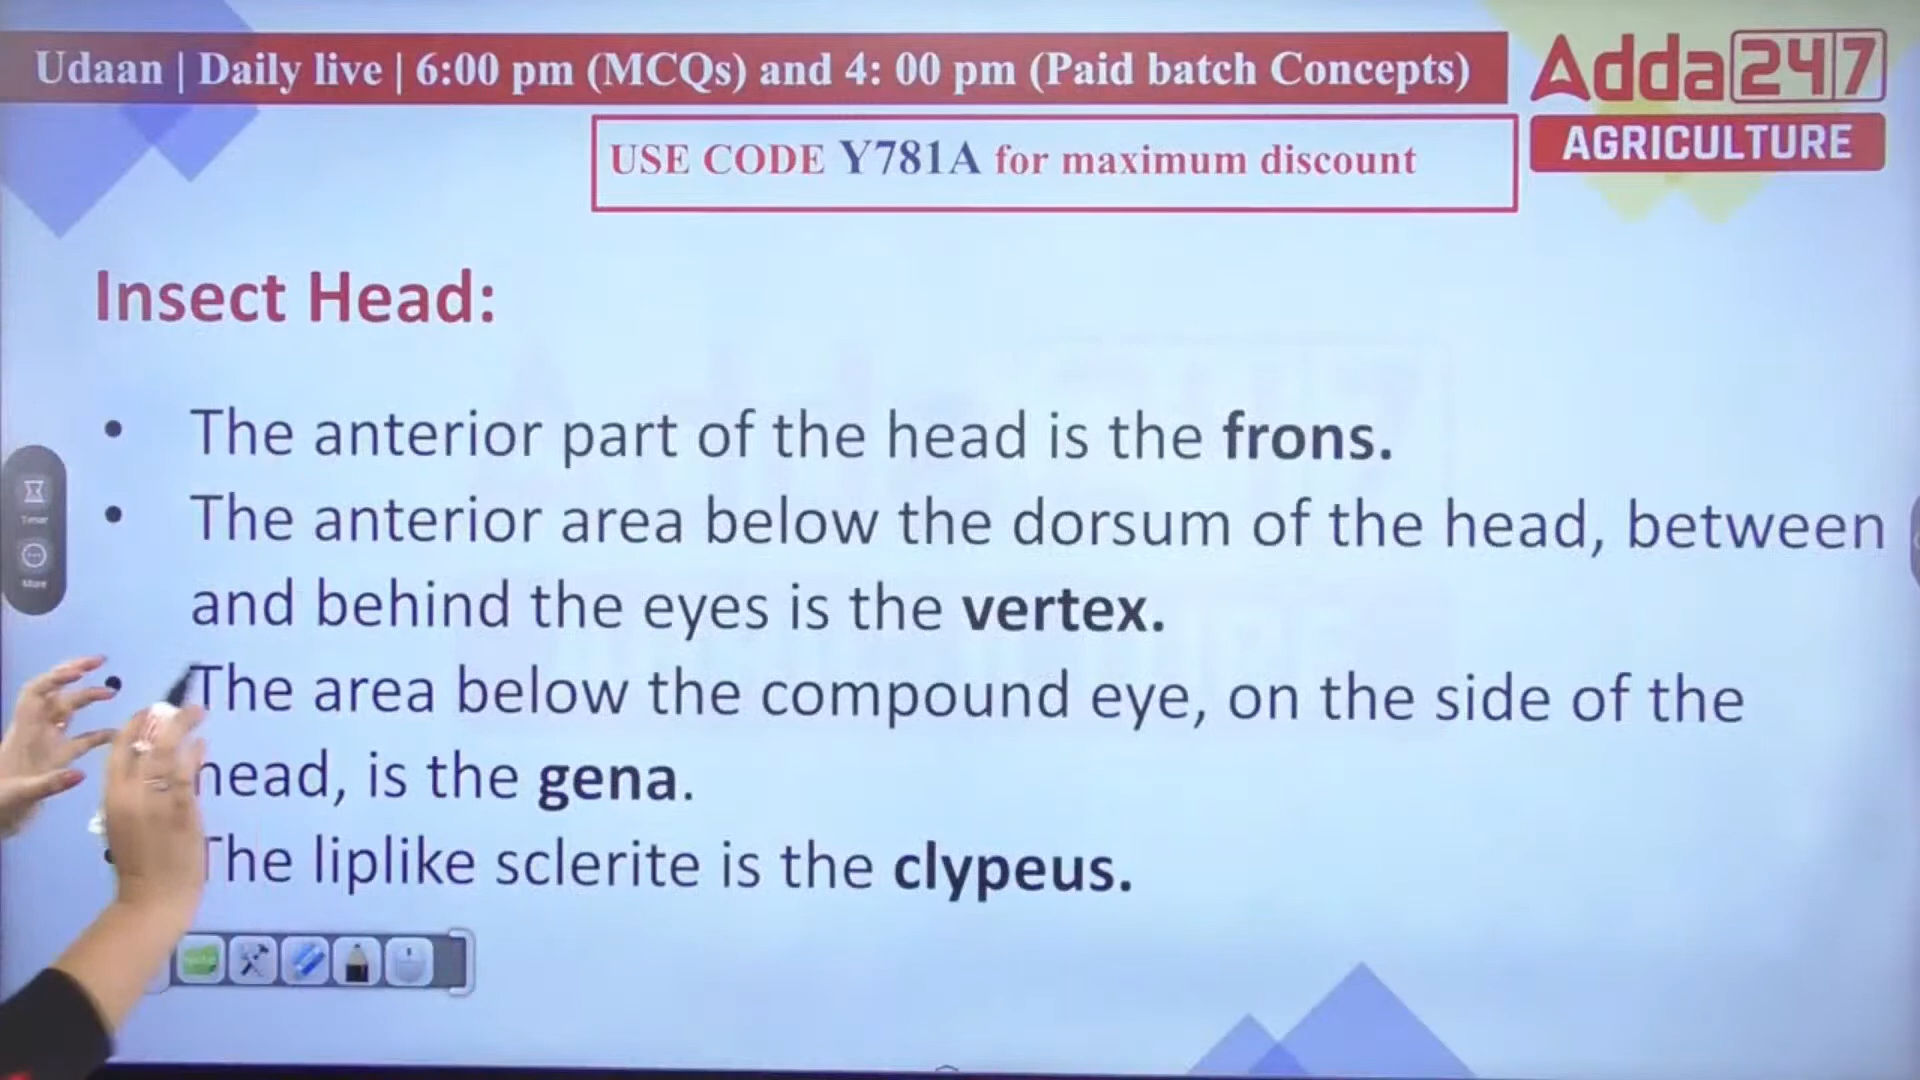 Udaan | Daily live | 6:00 pm (MCQs) and 4: 00 pm (Paid batch Concepts)
Adda247
AGRICULTURE
USE CODE Y781A for maximum discount
Insect Head:
• The anterior part of the head is the frons.
• The anterior area below the dorsum of the head, between
and behind the eyes is the vertex.
• The area below the compound eye, on the side of the
head, is the gena.
• The liplike sclerite is the clypeus.
Timer
More